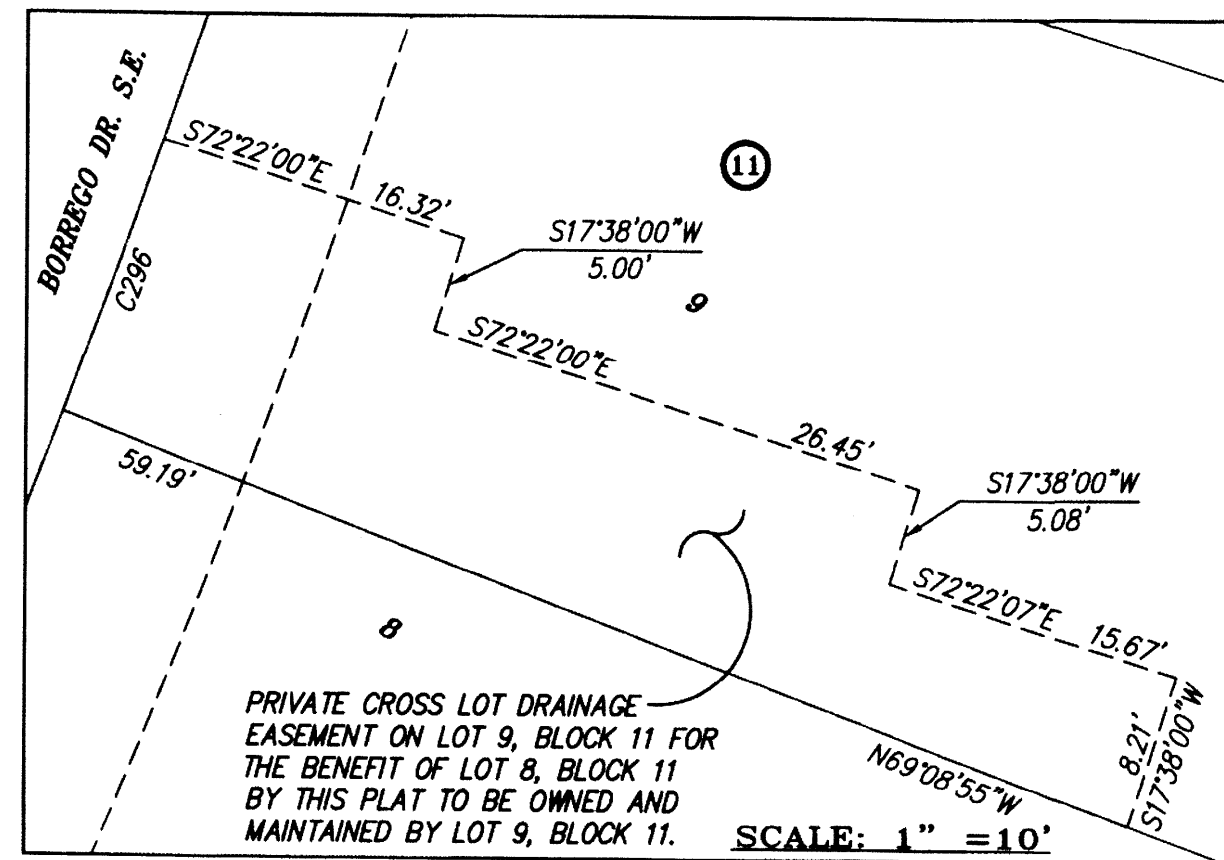 BORREGO DR. S.E.
C296
S72°22'00"E
16.32'
11
S17°38'00"W
5.00'
9
S72°22'00"E
26.45'
S17°38'00"W
5.08'
S72°22'07"E
15.67'
59.19'
8
N69°08'55"W
8.21'
S17°38'00"W
PRIVATE CROSS LOT DRAINAGE
EASEMENT ON LOT 9, BLOCK 11 FOR
THE BENEFIT OF LOT 8, BLOCK 11
BY THIS PLAT TO BE OWNED AND
MAINTAINED BY LOT 9, BLOCK 11.
SCALE: 1" =10'